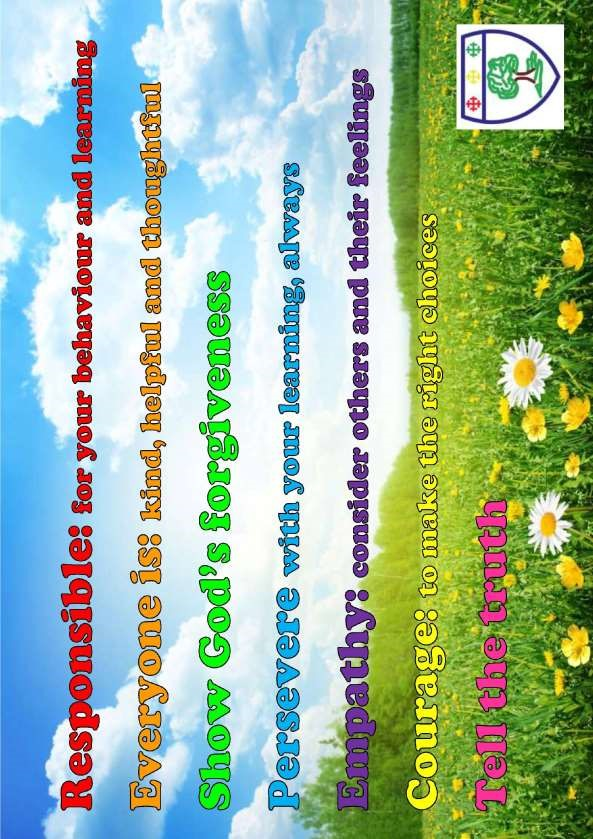 Responsible: for your behaviour and learning
Everyone is: kind, helpful and thoughtful
Show God's forgiveness
Persevere with your learning, always
Empathy: consider others and their feelings
Courage: to make the right choices
Tell the truth